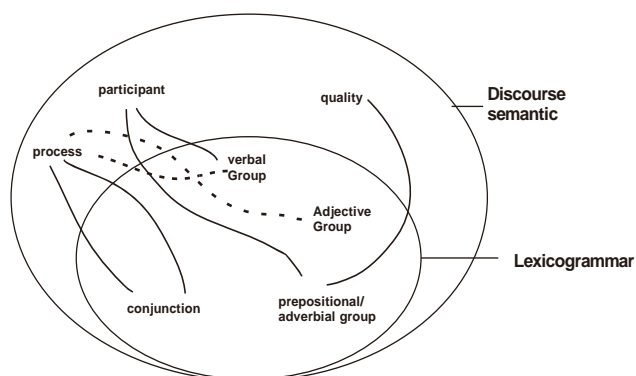 participant
quality
Discourse
semantic
process
verbal
Group
Adjective
Group
Lexicogrammar
conjunction
prepositional/
adverbial group